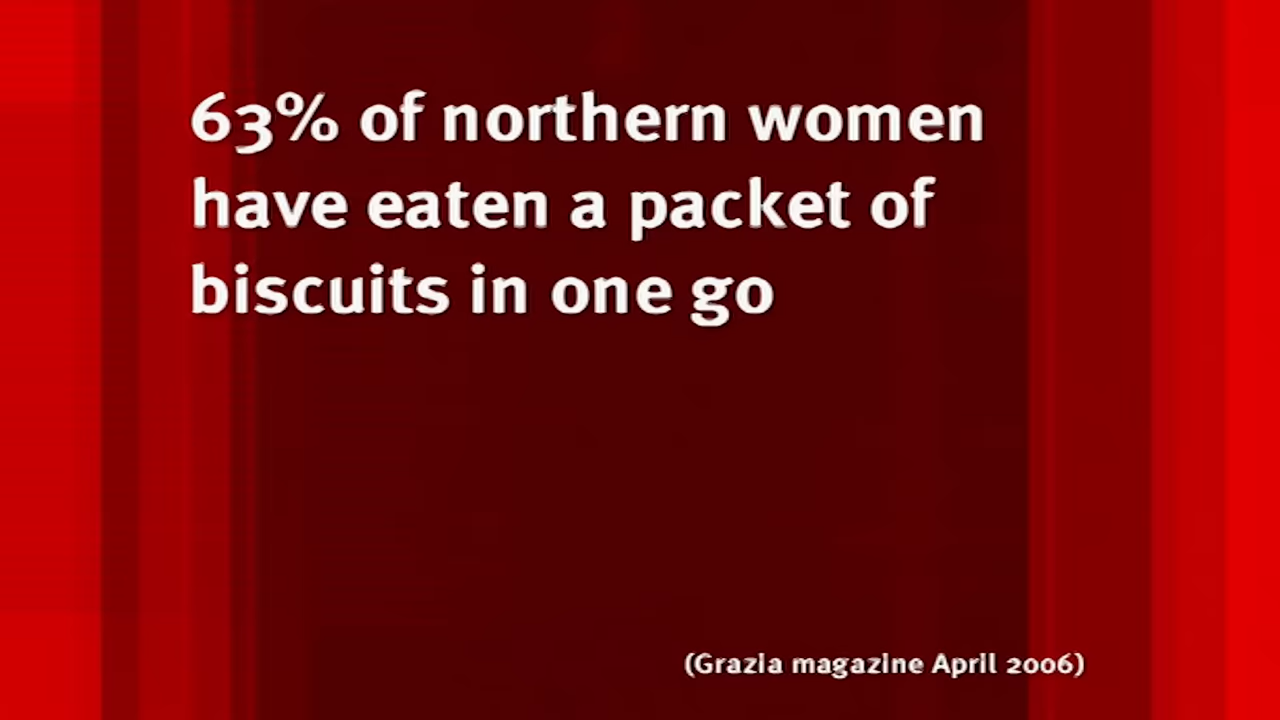 63% of northern women
have eaten a packet of
biscuits in one go
(Grazia magazine April 2006)